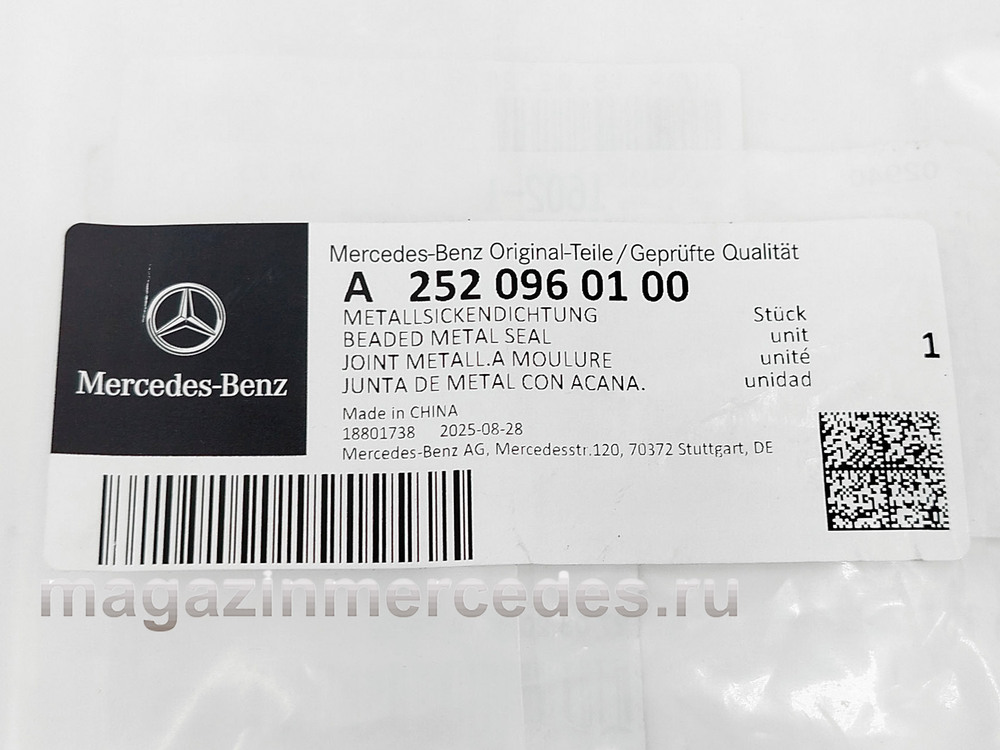 Mercedes-Benz Original-Teile/Geprüfte Qualität
A 252 096 01 00
METALLSICKENDICHTUNG Stück
BEADED METAL SEAL unit
JOINT METALL.A MOULURE unité
JUNTA DE METAL CON ACANA. unidad
1
Mercedes-Benz
Made in CHINA
18801738 2025-08-28
Mercedes-Benz AG, Mercedesstr.120, 70372 Stuttgart, DE
magazinmercedes.ru